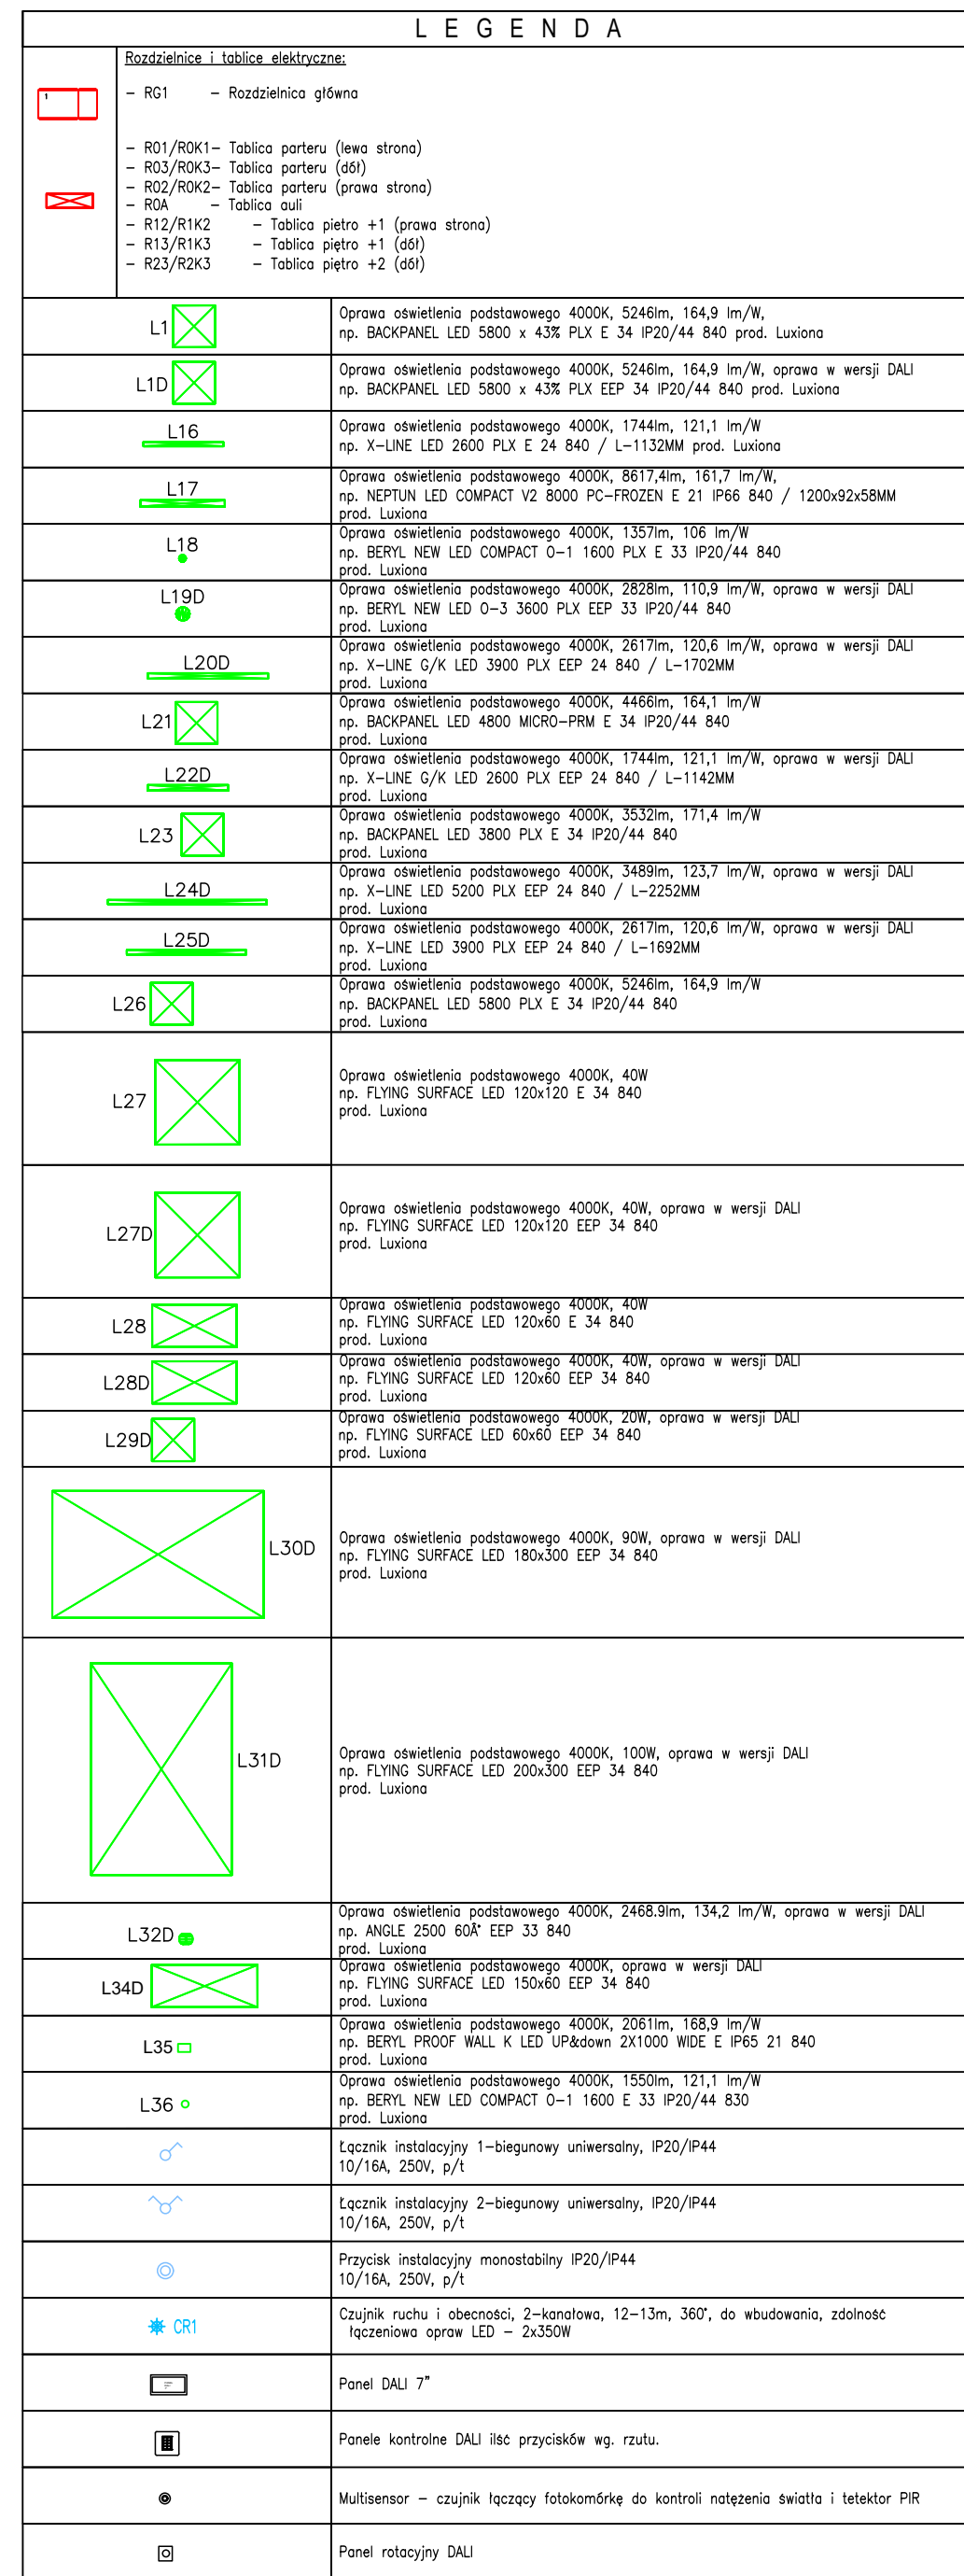 L E G E N D A
Rozdzielnice i tablice elektryczne:
1
– RG1 – Rozdzielnica główna
– R01/R0K1– Tablica parteru (lewa strona)
– R03/R0K3– Tablica parteru (dół)
– R02/R0K2– Tablica parteru (prawa strona)
– R0A – Tablica auli
– R12/R1K2 – Tablica pietro +1 (prawa strona)
– R13/R1K3 – Tablica piętro +1 (dół)
– R23/R2K3 – Tablica piętro +2 (dół)
L1
Oprawa oświetlenia podstawowego 4000K, 5246lm, 164,9 lm/W,
np. BACKPANEL LED 5800 x 43% PLX E 34 IP20/44 840 prod. Luxiona
L1D
Oprawa oświetlenia podstawowego 4000K, 5246lm, 164,9 lm/W, oprawa w wersji DALI
np. BACKPANEL LED 5800 x 43% PLX EEP 34 IP20/44 840 prod. Luxiona
L16
Oprawa oświetlenia podstawowego 4000K, 1744lm, 121,1 lm/W
np. X–LINE LED 2600 PLX E 24 840 / L–1132MM prod. Luxiona
L17
Oprawa oświetlenia podstawowego 4000K, 8617,4lm, 161,7 lm/W,
np. NEPTUN LED COMPACT V2 8000 PC–FROZEN E 21 IP66 840 / 1200x92x58MM
prod. Luxiona
L18
Oprawa oświetlenia podstawowego 4000K, 1357lm, 106 lm/W
np. BERYL NEW LED COMPACT O–1 1600 PLX E 33 IP20/44 840
prod. Luxiona
L19D
Oprawa oświetlenia podstawowego 4000K, 2828lm, 110,9 lm/W, oprawa w wersji DALI
np. BERYL NEW LED O–3 3600 PLX EEP 33 IP20/44 840
prod. Luxiona
L20D
Oprawa oświetlenia podstawowego 4000K, 2617lm, 120,6 lm/W, oprawa w wersji DALI
np. X–LINE G/K LED 3900 PLX EEP 24 840 / L–1702MM
prod. Luxiona
L21
Oprawa oświetlenia podstawowego 4000K, 4466lm, 164,1 lm/W
np. BACKPANEL LED 4800 MICRO–PRM E 34 IP20/44 840
prod. Luxiona
L22D
Oprawa oświetlenia podstawowego 4000K, 1744lm, 121,1 lm/W, oprawa w wersji DALI
np. X–LINE G/K LED 2600 PLX EEP 24 840 / L–1142MM
prod. Luxiona
L23
Oprawa oświetlenia podstawowego 4000K, 3532lm, 171,4 lm/W
np. BACKPANEL LED 3800 PLX E 34 IP20/44 840
prod. Luxiona
L24D
Oprawa oświetlenia podstawowego 4000K, 3489lm, 123,7 lm/W, oprawa w wersji DALI
np. X–LINE LED 5200 PLX EEP 24 840 / L–2252MM
prod. Luxiona
L25D
Oprawa oświetlenia podstawowego 4000K, 2617lm, 120,6 lm/W, oprawa w wersji DALI
np. X–LINE LED 3900 PLX EEP 24 840 / L–1692MM
prod. Luxiona
L26
Oprawa oświetlenia podstawowego 4000K, 5246lm, 164,9 lm/W
np. BACKPANEL LED 5800 PLX E 34 IP20/44 840
prod. Luxiona
L27
Oprawa oświetlenia podstawowego 4000K, 40W
np. FLYING SURFACE LED 120x120 E 34 840
prod. Luxiona
L27D
Oprawa oświetlenia podstawowego 4000K, 40W, oprawa w wersji DALI
np. FLYING SURFACE LED 120x120 EEP 34 840
prod. Luxiona
L28
Oprawa oświetlenia podstawowego 4000K, 40W
np. FLYING SURFACE LED 120x60 E 34 840
prod. Luxiona
L28D
Oprawa oświetlenia podstawowego 4000K, 40W, oprawa w wersji DALI
np. FLYING SURFACE LED 120x60 EEP 34 840
prod. Luxiona
L29D
Oprawa oświetlenia podstawowego 4000K, 20W, oprawa w wersji DALI
np. FLYING SURFACE LED 60x60 EEP 34 840
prod. Luxiona
L30D
Oprawa oświetlenia podstawowego 4000K, 90W, oprawa w wersji DALI
np. FLYING SURFACE LED 180x300 EEP 34 840
prod. Luxiona
L31D
Oprawa oświetlenia podstawowego 4000K, 100W, oprawa w wersji DALI
np. FLYING SURFACE LED 200x300 EEP 34 840
prod. Luxiona
L32D
Oprawa oświetlenia podstawowego 4000K, 2468.9lm, 134,2 lm/W, oprawa w wersji DALI
np. ANGLE 2500 60Â° EEP 33 840
prod. Luxiona
L34D
Oprawa oświetlenia podstawowego 4000K, oprawa w wersji DALI
np. FLYING SURFACE LED 150x60 EEP 34 840
prod. Luxiona
L35
Oprawa oświetlenia podstawowego 4000K, 2061lm, 168,9 lm/W
np. BERYL PROOF WALL K LED UP&down 2X1000 WIDE E IP65 21 840
prod. Luxiona
L36
Oprawa oświetlenia podstawowego 4000K, 1550lm, 121,1 lm/W
np. BERYL NEW LED COMPACT O–1 1600 E 33 IP20/44 830
prod. Luxiona
Łącznik instalacyjny 1–biegunowy uniwersalny, IP20/IP44
10/16A, 250V, p/t
Łącznik instalacyjny 2–biegunowy uniwersalny, IP20/IP44
10/16A, 250V, p/t
Przycisk instalacyjny monostabilny IP20/IP44
10/16A, 250V, p/t
CR1
Czujnik ruchu i obecności, 2–kanałowa, 12–13m, 360°, do wbudowania, zdolność
łączeniowa opraw LED – 2x350W
Panel DALI 7"
Panele kontrolne DALI ilść przycisków wg. rzutu.
Multisensor – czujnik łączący fotokomórkę do kontroli natężenia światła i tetektor PIR
Panel rotacyjny DALI